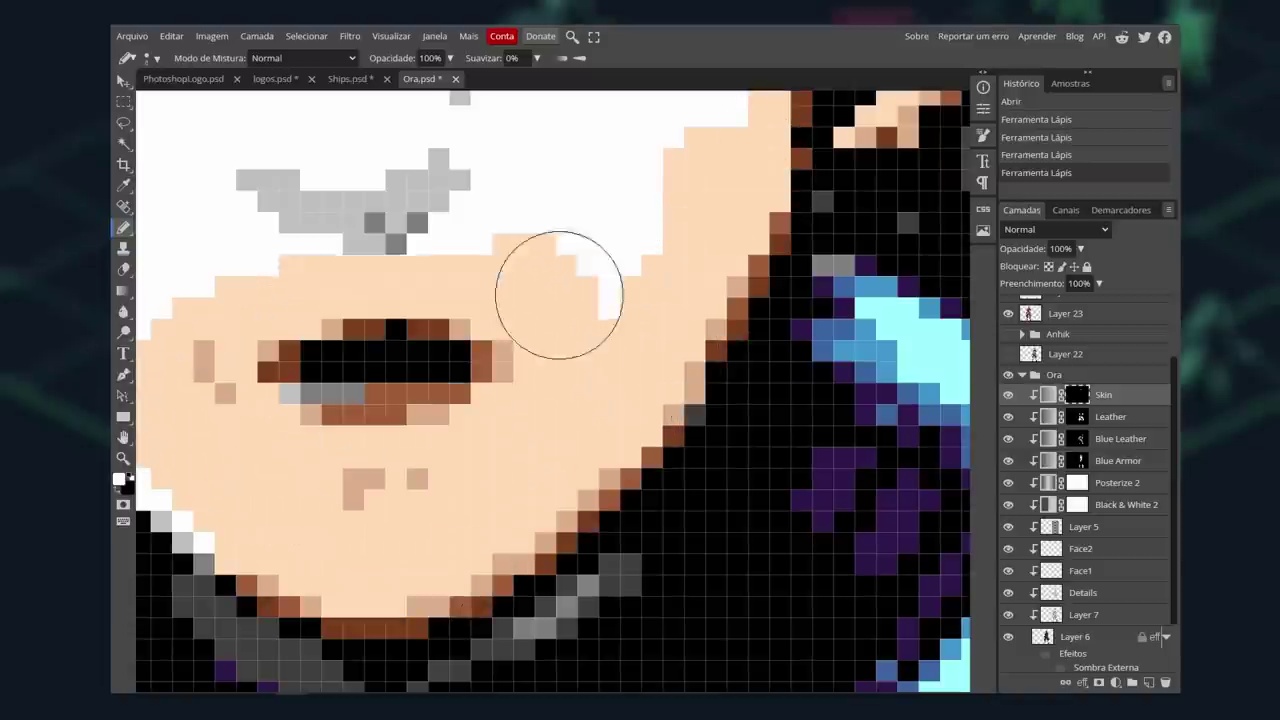 Arquivo Editar Imagem Camada Selecionar Filtro Visualizar Janela Mais Conta Donate Sobre Reportar um erro Aprender Blog API
Modo de Mistura: Normal Opacidade: 100% Suavizar: 0%
PhotoshopLogo.psd logos.psd * Ships.psd * Ora.psd *
Histórico Amostras
Abrir
Ferramenta Lápis
Ferramenta Lápis
Ferramenta Lápis
Ferramenta Lápis
CSS
Camadas Canais Demarcadores
Normal
Opacidade: 100%
Bloquear:
Preenchimento: 100%
Layer 23
Anhik
Layer 22
Ora
Skin
Leather
Blue Leather
Blue Armor
Posterize 2
Black & White 2
Layer 5
Face2
Face1
Details
Layer 7
Layer 6 eff
Efeitos
Sombra Externa
eff